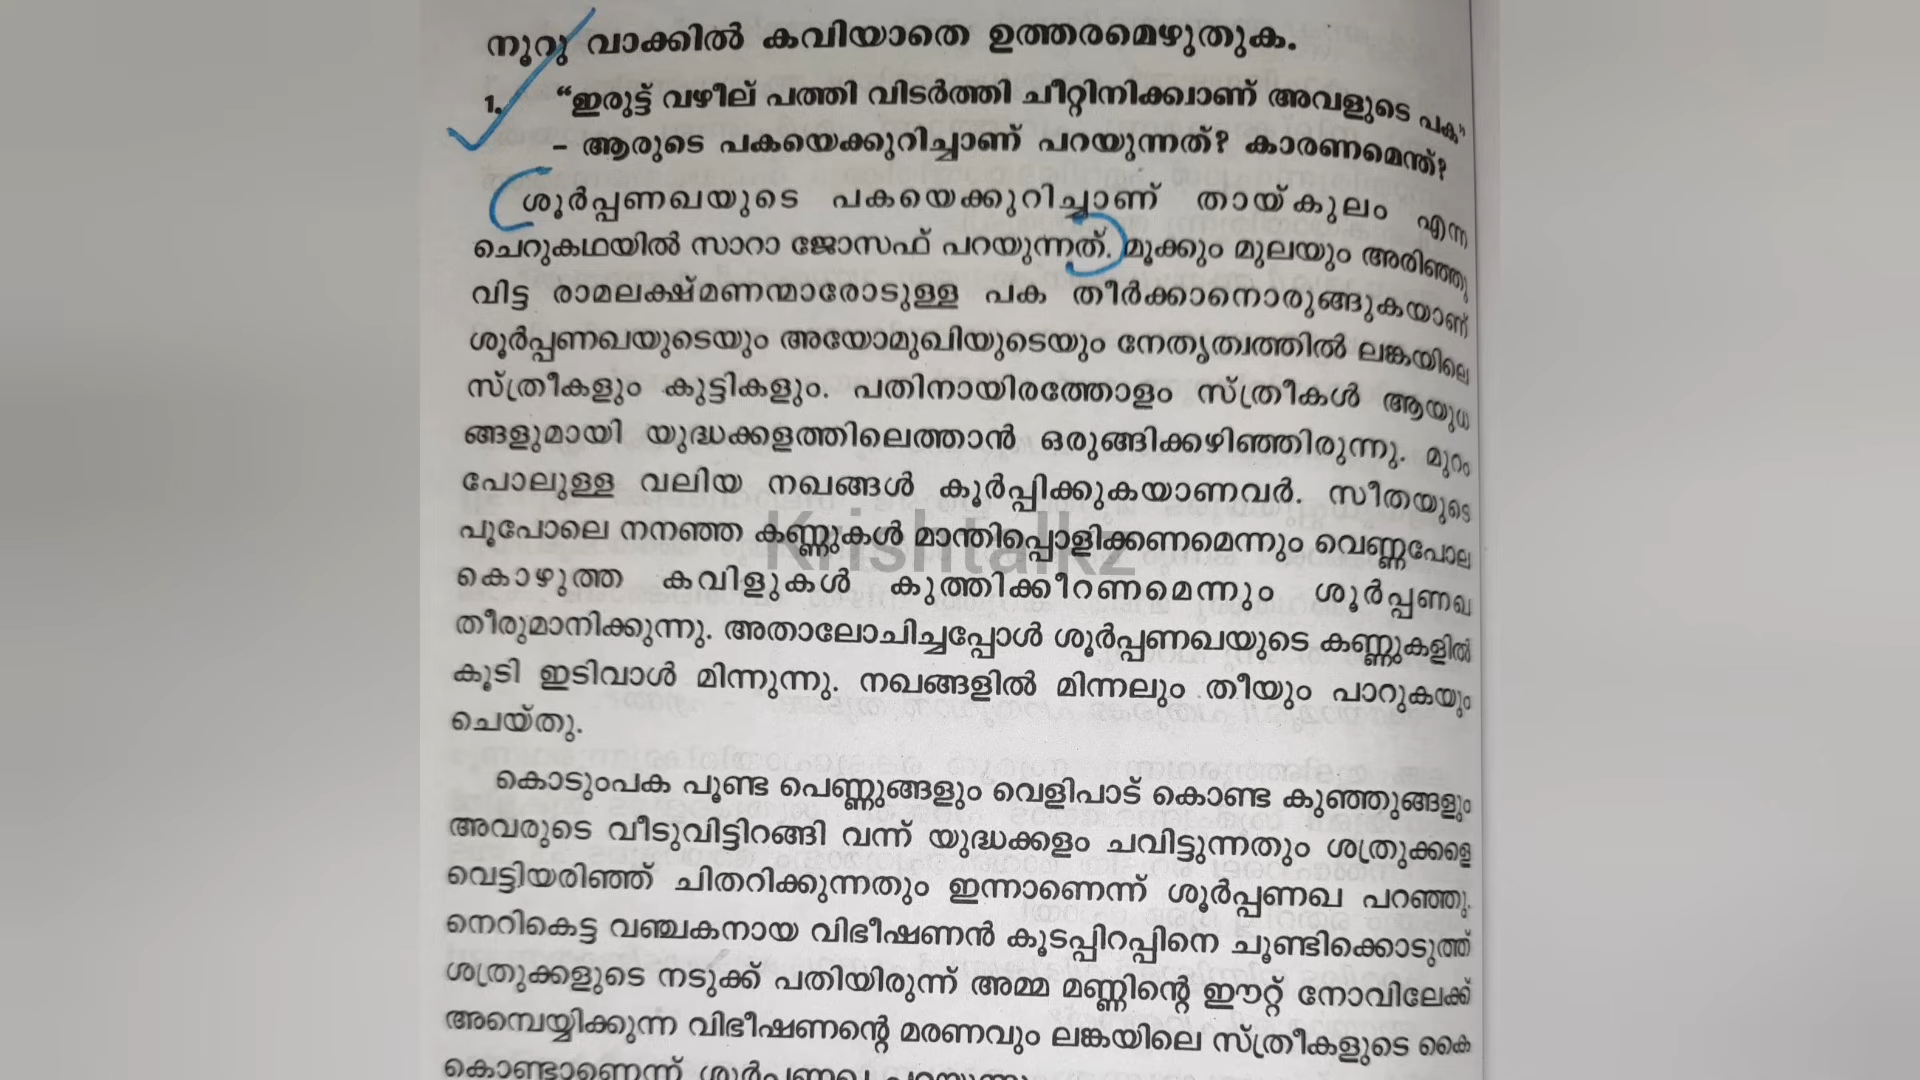 നൂറു വാക്കിൽ കവിയാതെ ഉത്തരമെഴുതുക.
1. “ഇരുട്ട് വഴീല് പത്തി വിടർത്തി ചീറ്റിനിക്ക്വാണ് അവളുടെ പക”
– ആരുടെ പകയെക്കുറിച്ചാണ് പറയുന്നത്? കാരണമെന്ത്?
ശൂർപ്പണഖയുടെ പകയെക്കുറിച്ചാണ് തായ്കുലം എന്ന
ചെറുകഥയിൽ സാറാ ജോസഫ് പറയുന്നത്. മൂക്കും മുലയും അരിഞ്ഞു
വിട്ട രാമലക്ഷ്മണന്മാരോടുള്ള പക തീർക്കാനൊരുങ്ങുകയാണ്
ശൂർപ്പണഖയുടെയും അയോമുഖിയുടെയും നേതൃത്വത്തിൽ ലങ്കയിലെ
സ്ത്രീകളും കുട്ടികളും. പതിനായിരത്തോളം സ്ത്രീകൾ ആയുധ
ങ്ങളുമായി യുദ്ധക്കളത്തിലെത്താൻ ഒരുങ്ങിക്കഴിഞ്ഞിരുന്നു. മുറം
പോലുള്ള വലിയ നഖങ്ങൾ കൂർപ്പിക്കുകയാണവർ. സീതയുടെ
പൂപോലെ നനഞ്ഞ കണ്ണുകൾ മാന്തിപ്പൊളിക്കണമെന്നും വെണ്ണപോല
കൊഴുത്ത കവിളുകൾ കുത്തിക്കീറണമെന്നും ശൂർപ്പണഖ
തീരുമാനിക്കുന്നു. അതാലോചിച്ചപ്പോൾ ശൂർപ്പണഖയുടെ കണ്ണുകളിൽ
കൂടി ഇടിവാൾ മിന്നുന്നു. നഖങ്ങളിൽ മിന്നലും തീയും പാറുകയും
ചെയ്തു.
കൊടുംപക പൂണ്ട പെണ്ണുങ്ങളും വെളിപാട് കൊണ്ട കുഞ്ഞുങ്ങളും
അവരുടെ വീടുവിട്ടിറങ്ങി വന്ന് യുദ്ധക്കളം ചവിട്ടുന്നതും ശത്രുക്കളെ
വെട്ടിയരിഞ്ഞ് ചിതറിക്കുന്നതും ഇന്നാണെന്ന് ശൂർപ്പണഖ പറഞ്ഞു.
നെറികെട്ട വഞ്ചകനായ വിഭീഷണൻ കൂടപ്പിറപ്പിനെ ചൂണ്ടിക്കൊടുത്ത്
ശത്രുക്കളുടെ നടുക്ക് പതിയിരുന്ന് അമ്മ മണ്ണിന്റെ ഈറ്റ് നോവിലേക്ക്
അമ്പെയ്യിക്കുന്ന വിഭീഷണന്റെ മരണവും ലങ്കയിലെ സ്ത്രീകളുടെ കൈ
കൊണ്ടാണെന്ന് ശൂർപ്പണഖ പറയുന്നു.
Krishtalkz